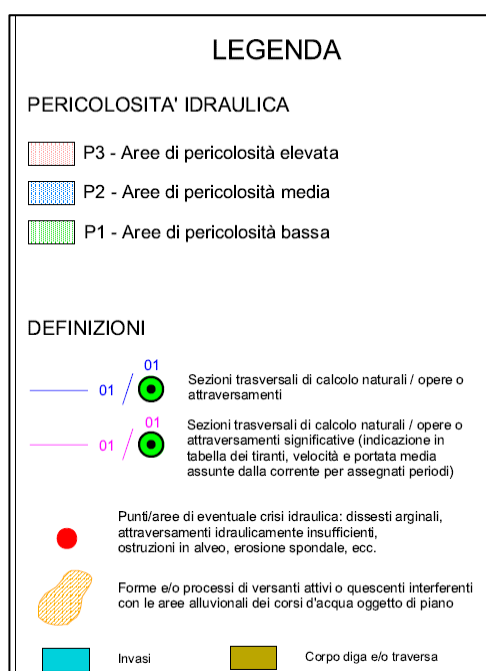 LEGENDA
PERICOLOSITA' IDRAULICA
P3 - Aree di pericolosità elevata
P2 - Aree di pericolosità media
P1 - Aree di pericolosità bassa
DEFINIZIONI
01 / 01
Sezioni trasversali di calcolo naturali / opere o
attraversamenti
01 / 01
Sezioni trasversali di calcolo naturali / opere o
attraversamenti significative (indicazione in
tabella dei tiranti, velocità e portata media
assunte dalla corrente per assegnati periodi)
Punti/aree di eventuale crisi idraulica: dissesti arginali,
attraversamenti idraulicamente insufficienti,
ostruzioni in alveo, erosione spondale, ecc.
Forme e/o processi di versanti attivi o quescenti interferenti
con le aree alluvionali dei corsi d'acqua oggetto di piano
Invasi
Corpo diga e/o traversa